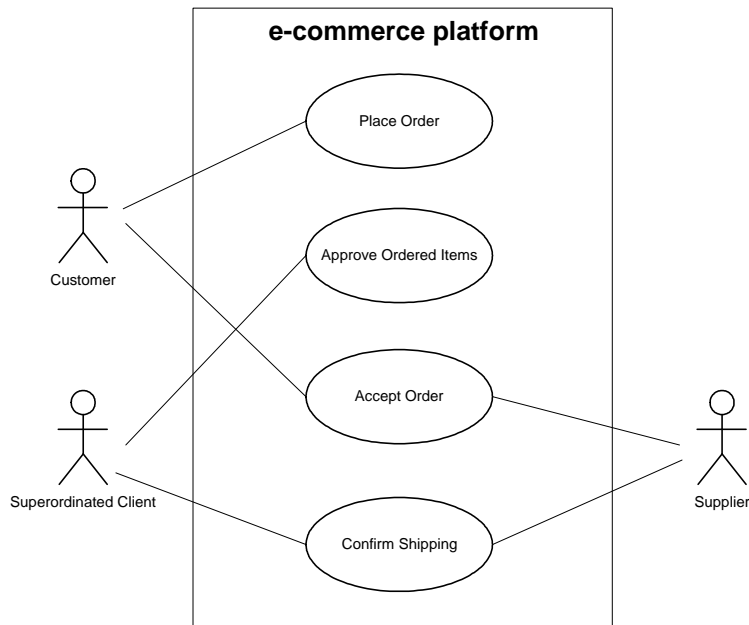 e-commerce platform
Place Order
Customer
Approve Ordered Items
Accept Order
Superordinated Client
Supplier
Confirm Shipping